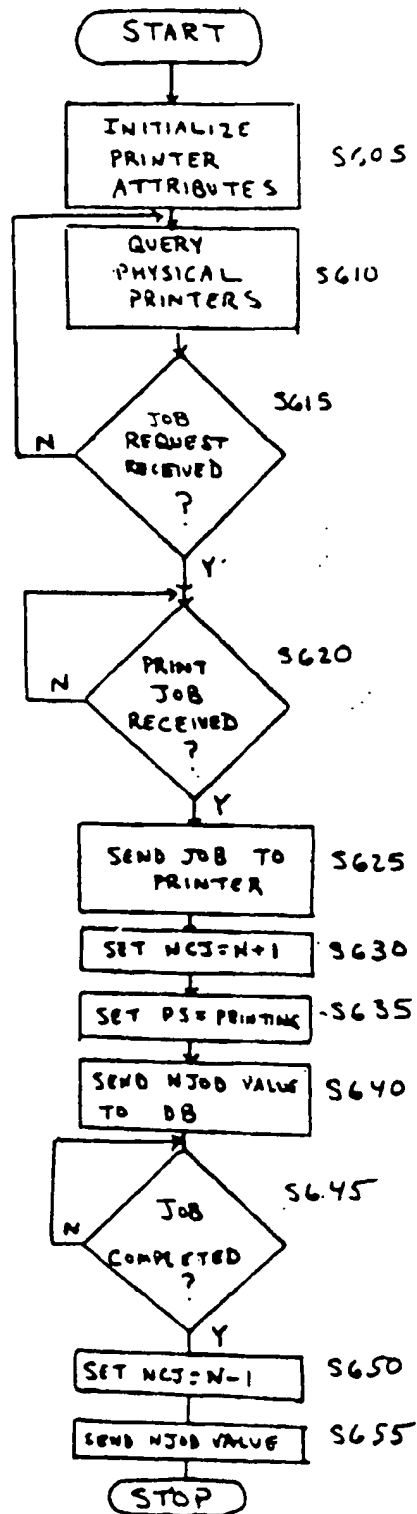 START
INITIALIZE
PRINTER
ATTRIBUTES
S605
QUERY
PHYSICAL
PRINTERS
S610
JOB
REQUEST
RECEIVED
?
S615
N
Y
PRINT
JOB
RECEIVED
?
S620
N
Y
SEND JOB TO
PRINTER
S625
SET NCJ=N+1
S630
SET PS=PRINTING
S635
SEND NJOD VALUE
TO DB
S640
JOB
COMPLETED
?
S645
N
Y
SET NCJ=N-1
S650
SEND NJOD VALUE
S655
STOP